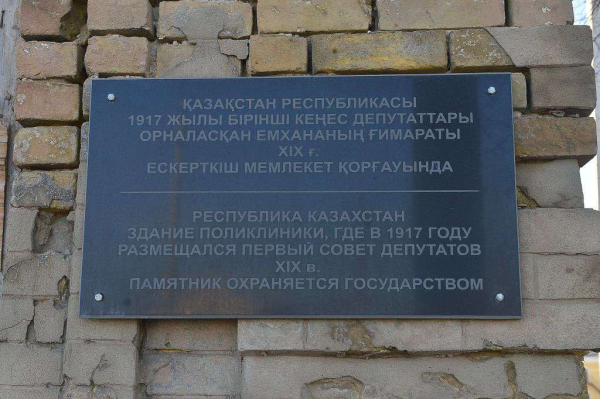 ҚАЗАҚСТАН РЕСПУБЛИКАСЫ
1917 ЖЫЛЫ БІРІНШІ КЕҢЕС ДЕПУТАТТАРЫ
ОРНАЛАСҚАН ЕМХАНАНЫҢ ҒИМАРАТЫ
XIX ғ.
ЕСКЕРТКІШ МЕМЛЕКЕТ ҚОРҒАУЫНДА
РЕСПУБЛИКА КАЗАХСТАН
ЗДАНИЕ ПОЛИКЛИНИКИ, ГДЕ В 1917 ГОДУ
РАЗМЕЩАЛСЯ ПЕРВЫЙ СОВЕТ ДЕПУТАТОВ
XIX в.
ПАМЯТНИК ОХРАНЯЕТСЯ ГОСУДАРСТВОМ